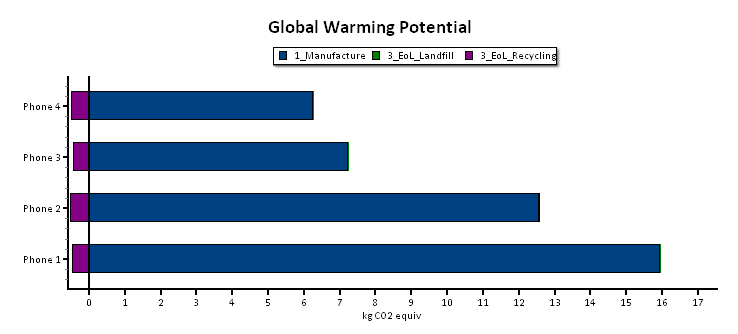 Global Warming Potential
1_Manufacture 3_EoL_Landfill 3_EoL_Recycling
Phone 4
Phone 3
Phone 2
Phone 1
0 1 2 3 4 5 6 7 8 9 10 11 12 13 14 15 16 17
kg CO2 equiv